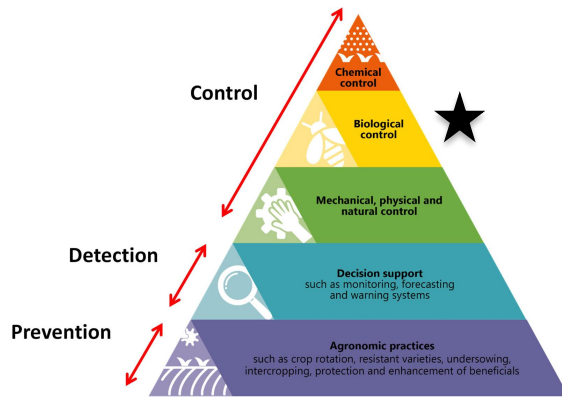 Chemical
control
Control
Biological
control
Mechanical, physical and
natural control
Detection
Decision support
such as monitoring, forecasting
and warning systems
Prevention
Agronomic practices
such as crop rotation, resistant varieties, undersowing,
intercropping, protection and enhancement of beneficials